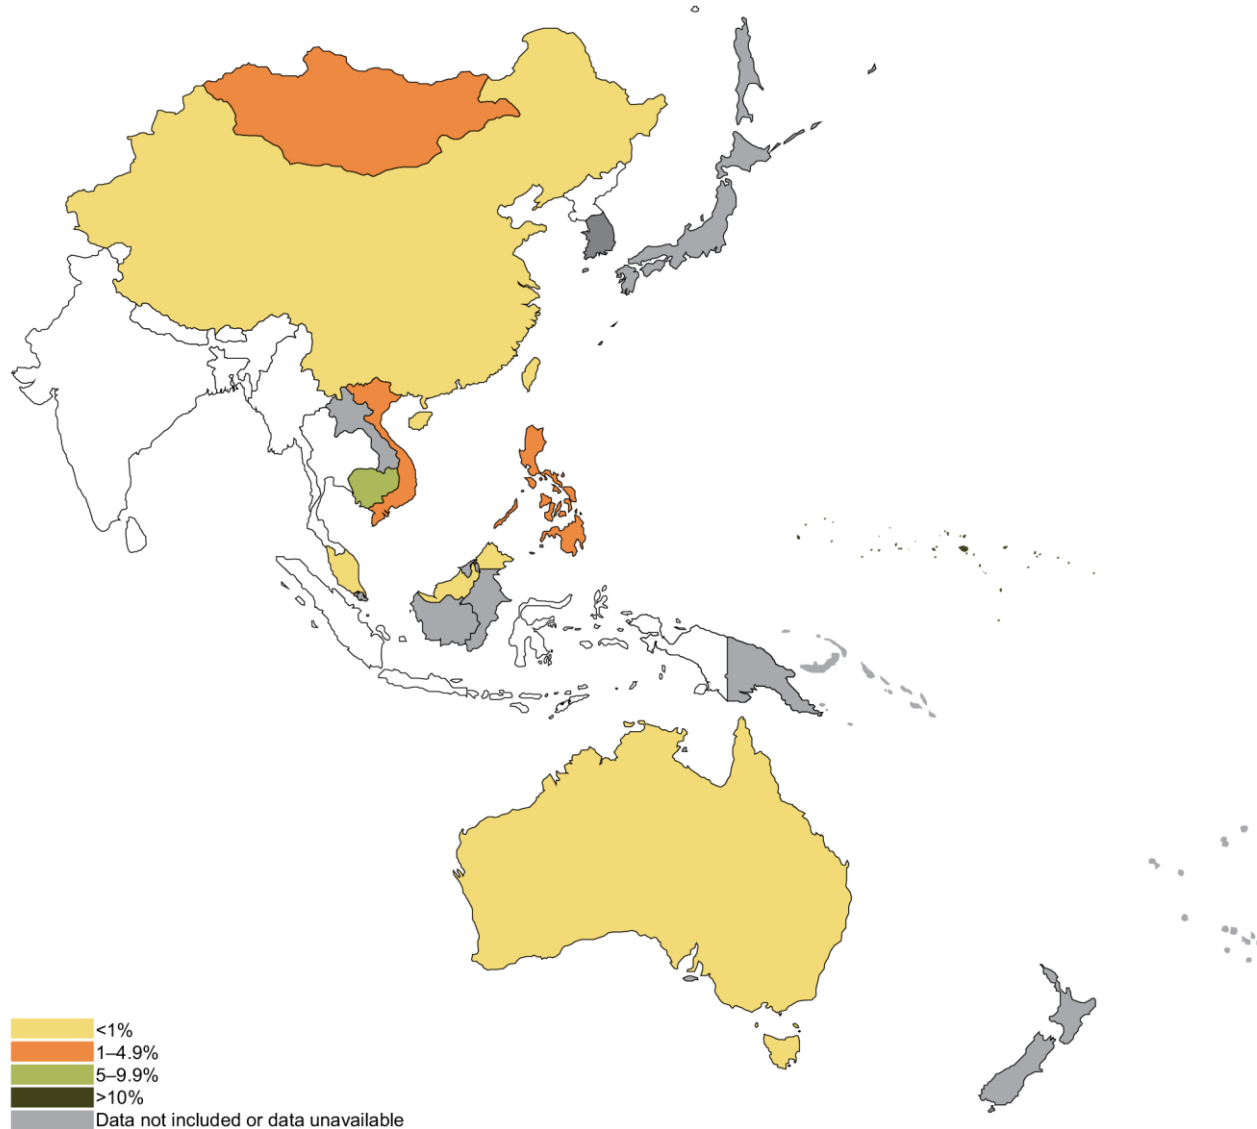 <1%
1–4.9%
5–9.9%
>10%
Data not included or data unavailable